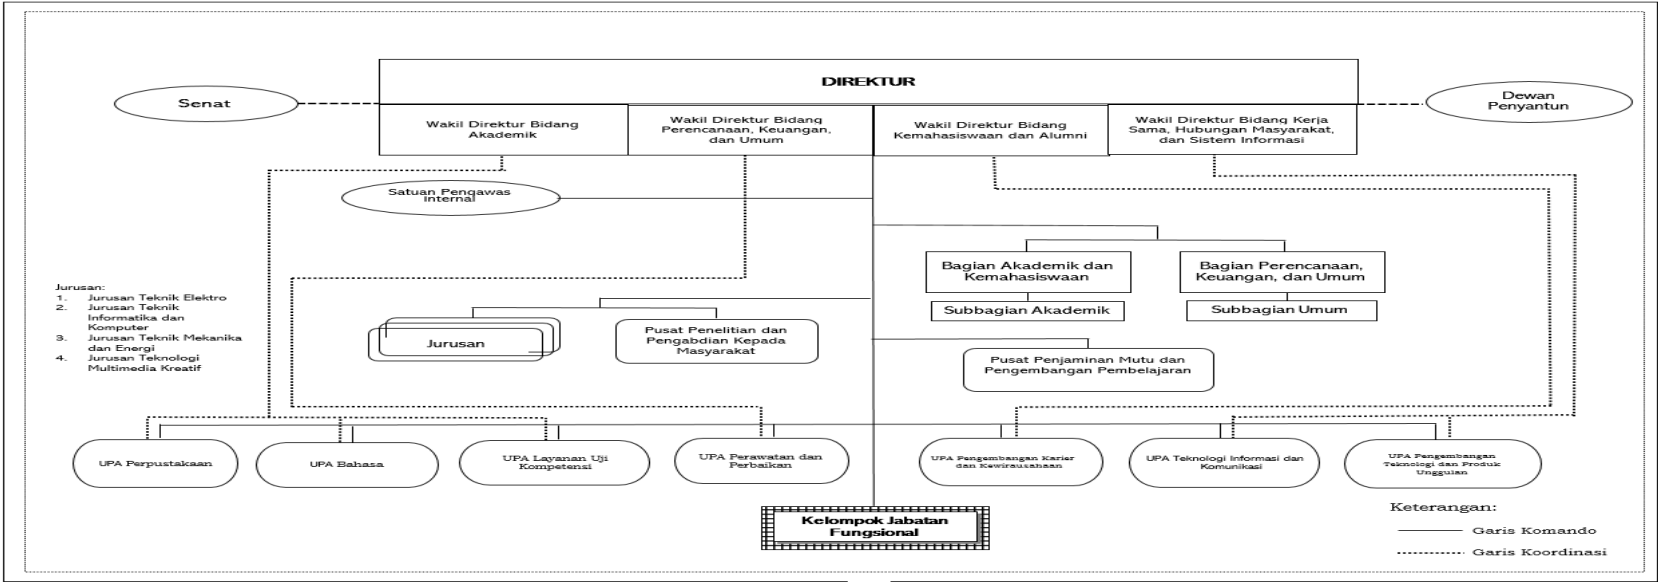 DIREKTUR
Senat
Dewan
Penyantun
Wakil Direktur Bidang
Akademik
Wakil Direktur Bidang
Perencanaan, Keuangan,
dan Umum
Wakil Direktur Bidang
Kemahasiswaan dan Alumni
Wakil Direktur Bidang Kerja
Sama, Hubungan Masyarakat,
dan Sistem Informasi
Satuan Pengawas
Internal
Bagian Akademik dan
Kemahasiswaan
Bagian Perencanaan,
Keuangan, dan Umum
Subbagian Akademik
Subbagian Umum
Jurusan:
1. Jurusan Teknik Elektro
2. Jurusan Teknik
Informatika dan
Komputer
3. Jurusan Teknik Mekanika
dan Energi
4. Jurusan Teknologi
Multimedia Kreatif
Jurusan
Pusat Penelitian dan
Pengabdian Kepada
Masyarakat
Pusat Penjaminan Mutu dan
Pengembangan Pembelajaran
UPA Perpustakaan
UPA Bahasa
UPA Layanan Uji
Kompetensi
UPA Perawatan dan
Perbaikan
UPA Pengembangan Karier
dan Kewirausahaan
UPA Teknologi Informasi dan
Komunikasi
UPA Pengembangan
Teknologi dan Produk
Unggulan
Kelompok Jabatan
Fungsional
Keterangan:
Garis Komando
Garis Koordinasi